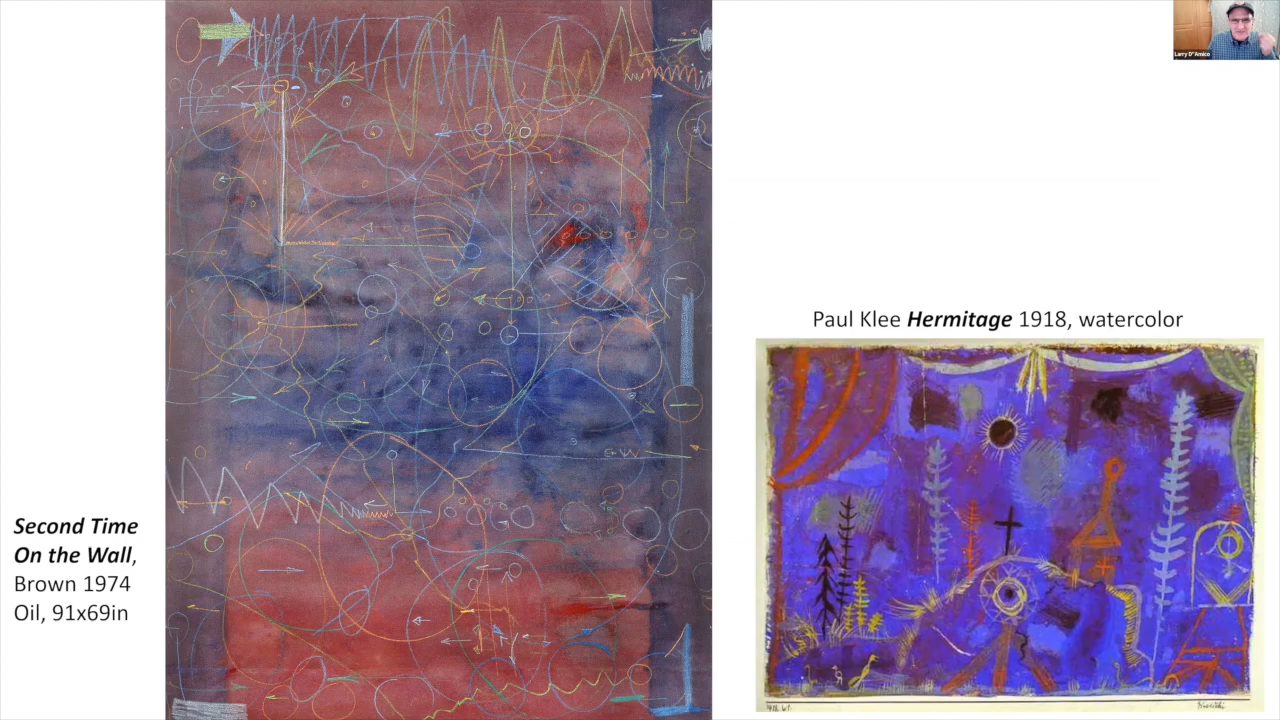 Larry D'Amico
Paul Klee Hermitage 1918, watercolor
Second Time
On the Wall,
Brown 1974
Oil, 91x69in